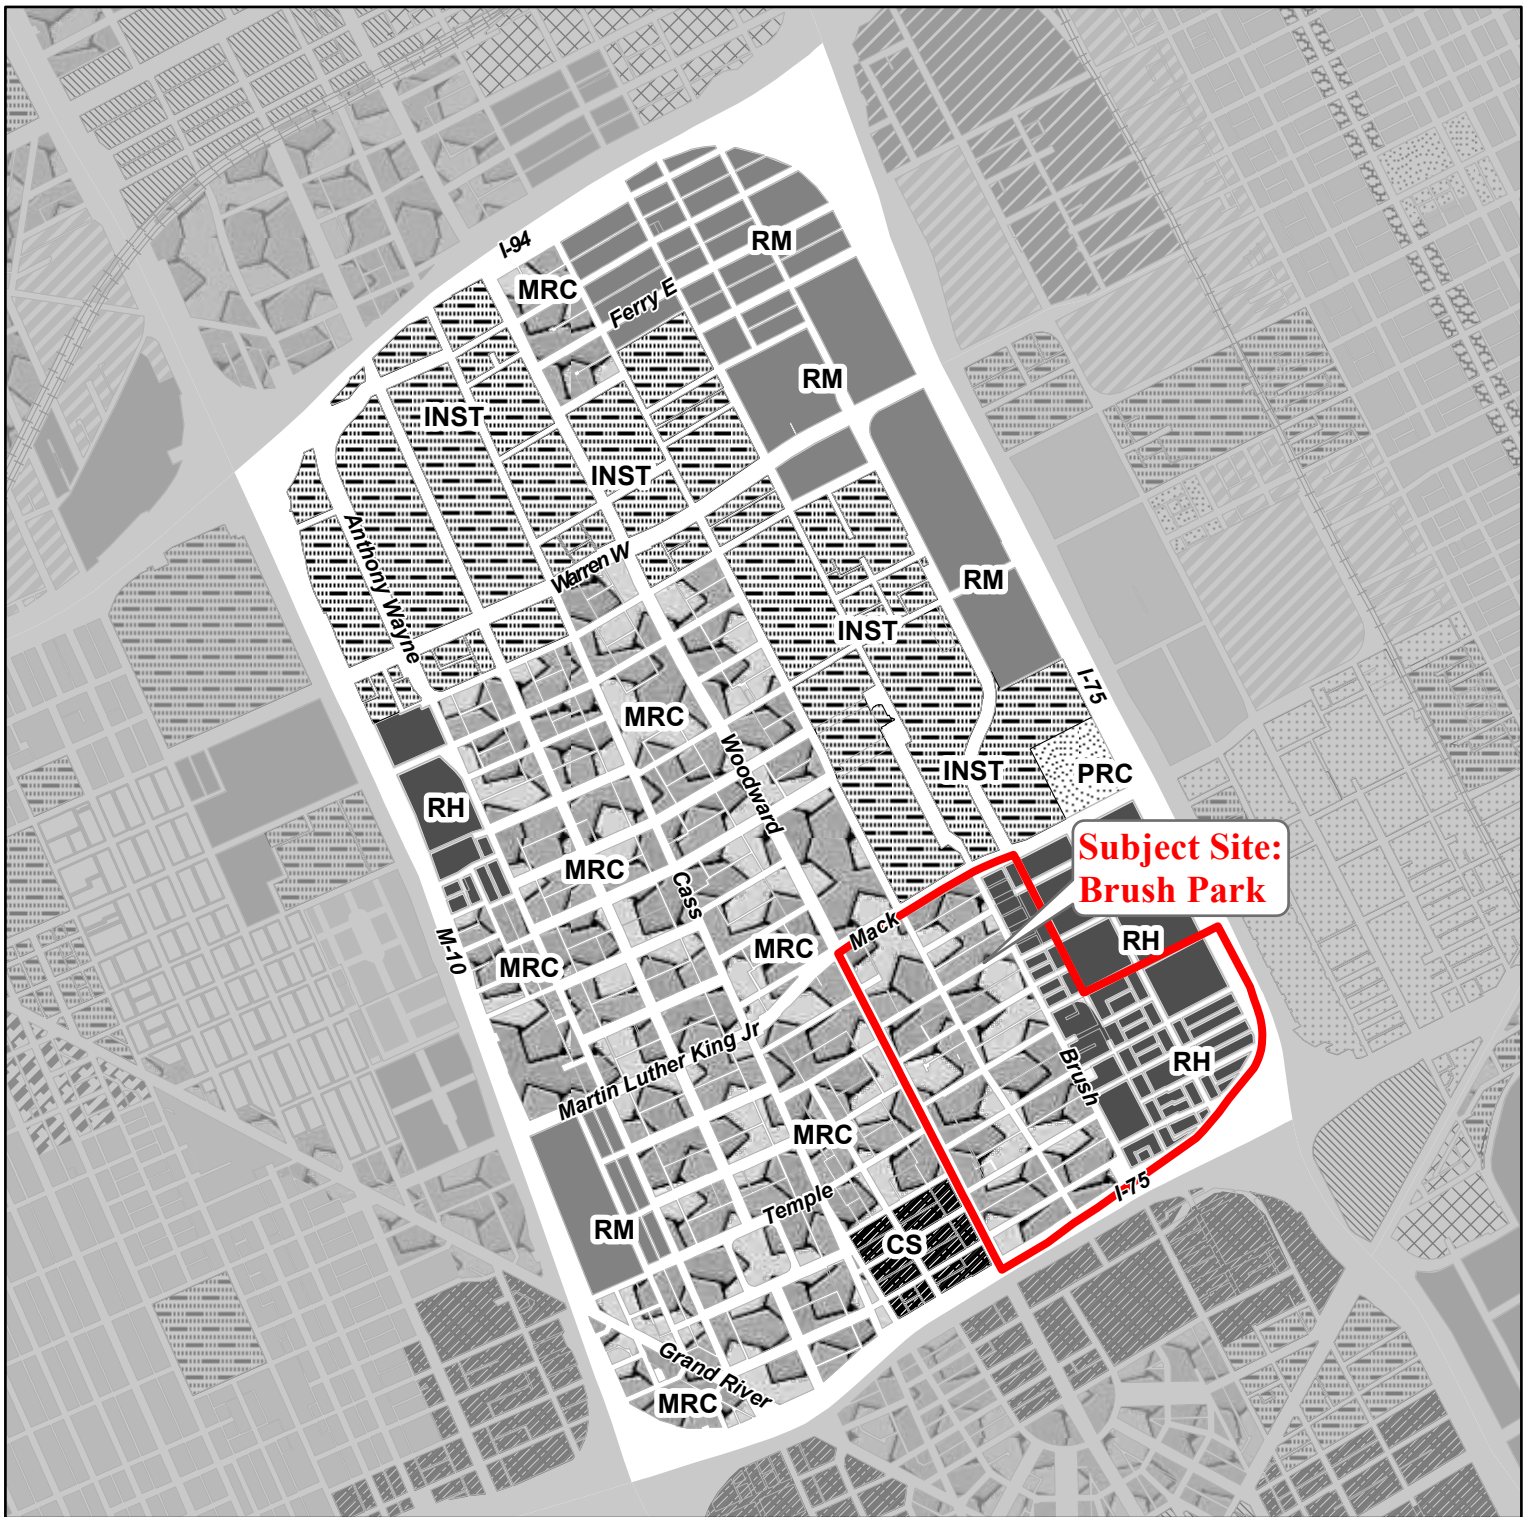 I-94
RM
MRC
Ferry E
RM
INST
INST
Anthony Wayne
Warren W
RM
INST
I-75
MRC
Woodward
INST
PRC
RH
Subject Site:
Brush Park
MRC
Cass
Mack
RH
M-10
MRC
MRC
Martin Luther King Jr
Brush
RH
MRC
Temple
I-75
RM
CS
Grand River
MRC